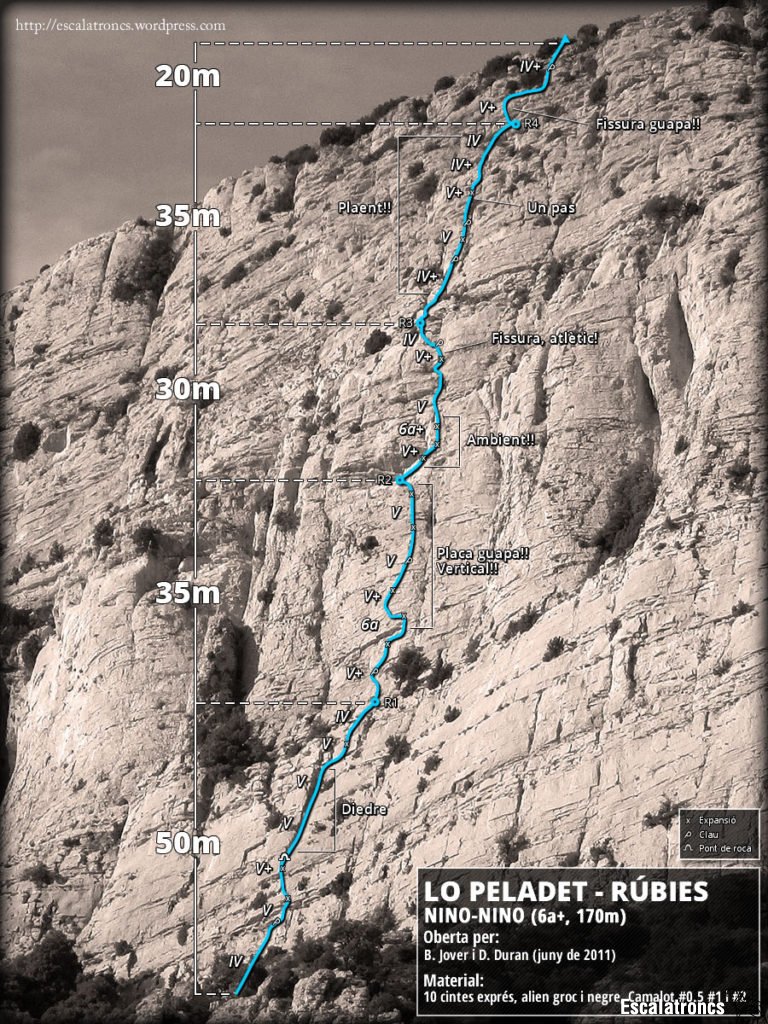 http://escalatroncs.wordpress.com
IV+
20m
V+
R4
Fissura guapa!!
IV
IV+
V+
Plaent!!
Un pas
35m
V
IV+
R3
IV
Fissura, atlètic!
V+
30m
V
6a+
Ambient!!
V+
R2
V
Placa guapa!!
Vertical!!
V
35m
V+
6a
V+
R1
IV
V
V
Diedre
V
50m
V+
V
IV
x Expansió
Clau
Pont de roca
LO PELADET - RÚBIES
NINO-NINO (6a+, 170m)
Oberta per:
B. Jover i D. Duran (juny de 2011)
Material:
10 cintes exprés, alien groc i negre, Camalot #0.5 #1 i #2
Escalatroncs